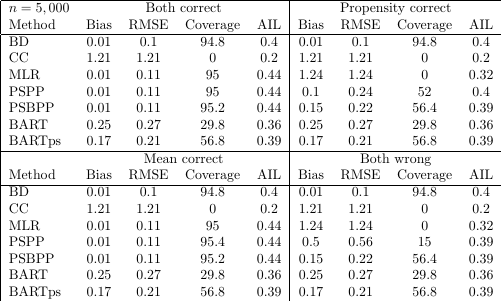 n = 5,000 Both correct Propensity correct
Method Bias RMSE Coverage AIL Bias RMSE Coverage AIL
BD 0.01 0.1 94.8 0.4 0.01 0.1 94.8 0.4
CC 1.21 1.21 0 0.2 1.21 1.21 0 0.2
MLR 0.01 0.11 95 0.44 1.24 1.24 0 0.32
PSPP 0.01 0.11 95 0.44 0.1 0.24 52 0.4
PSBPP 0.01 0.11 95.2 0.44 0.15 0.22 56.4 0.39
BART 0.25 0.27 29.8 0.36 0.25 0.27 29.8 0.36
BARTps 0.17 0.21 56.8 0.39 0.17 0.21 56.8 0.39
Mean correct Both wrong
Method Bias RMSE Coverage AIL Bias RMSE Coverage AIL
BD 0.01 0.1 94.8 0.4 0.01 0.1 94.8 0.4
CC 1.21 1.21 0 0.2 1.21 1.21 0 0.2
MLR 0.01 0.11 95 0.44 1.24 1.24 0 0.32
PSPP 0.01 0.11 95.4 0.44 0.5 0.56 15 0.39
PSBPP 0.01 0.11 95.2 0.44 0.15 0.22 56.4 0.39
BART 0.25 0.27 29.8 0.36 0.25 0.27 29.8 0.36
BARTps 0.17 0.21 56.8 0.39 0.17 0.21 56.8 0.39